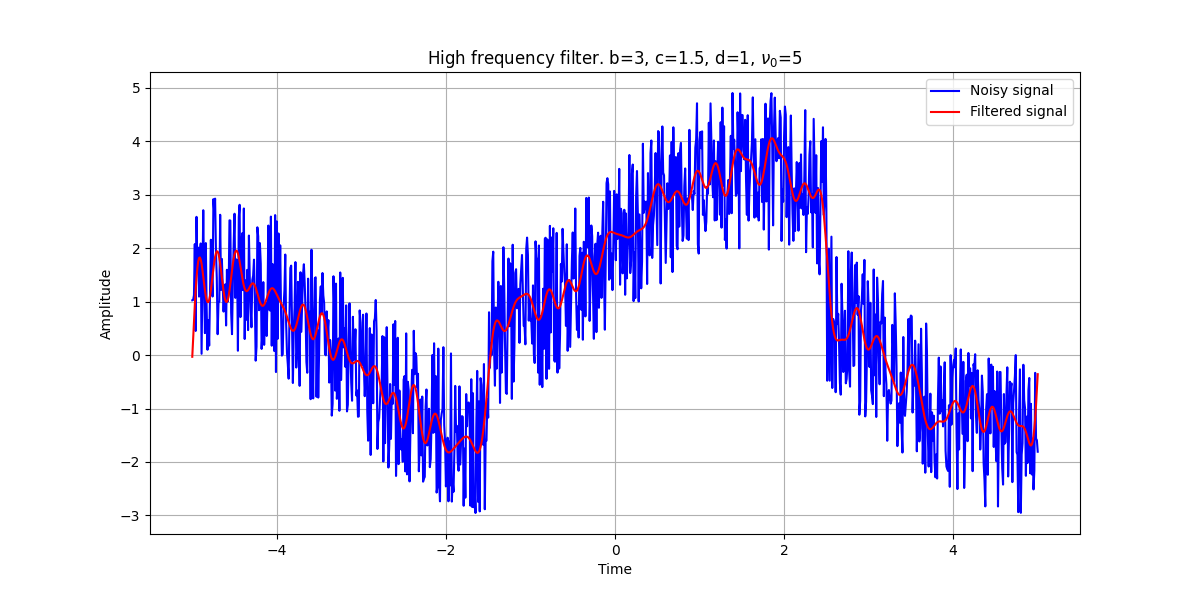 High frequency filter. b=3, c=1.5, d=1, ν₀=5
Noisy signal
Filtered signal
Amplitude
5
4
3
2
1
0
−1
−2
−3
−4
−2
0
2
4
Time